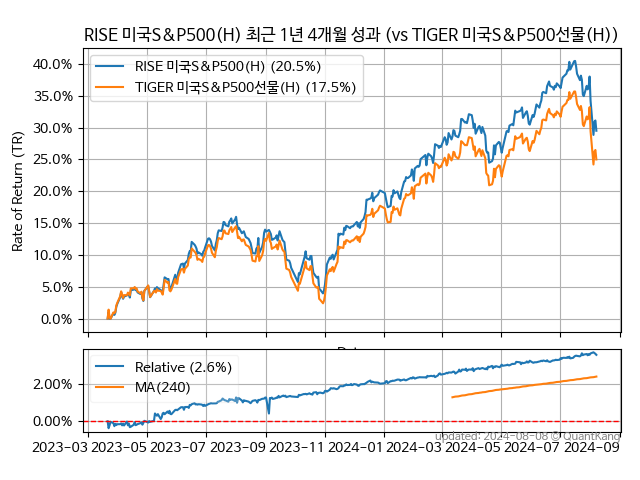 RISE 미국S&P500(H) 최근 1년 4개월 성과 (vs TIGER 미국S&P500선물(H))
RISE 미국S&P500(H) (20.5%)
TIGER 미국S&P500선물(H) (17.5%)
Rate of Return (TR)
40.0%
35.0%
30.0%
25.0%
20.0%
15.0%
10.0%
5.0%
0.0%
Relative (2.6%)
MA(240)
2.00%
0.00%
updated: 2024-08-08 © QuantKang
2023-03 2023-05 2023-07 2023-09 2023-11 2024-01 2024-03 2024-05 2024-07 2024-09